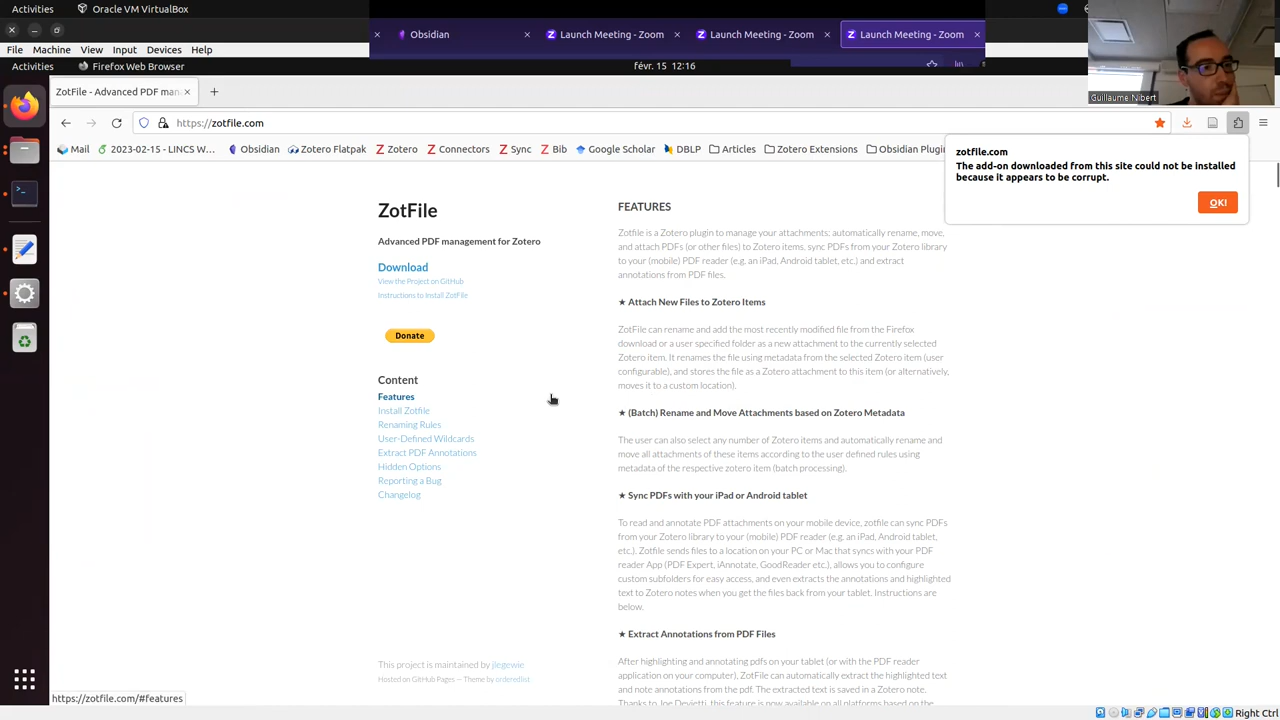 Activities
Oracle VM VirtualBox
File Machine View Input Devices Help
Obsidian
Launch Meeting - Zoom
Launch Meeting - Zoom
Launch Meeting - Zoom
Guillaume Nibert
Activities
Firefox Web Browser
févr. 15 12:16
ZotFile - Advanced PDF man
https://zotfile.com
Mail
2023-02-15 - LINCS W…
Obsidian
Zotero Flatpak
Zotero
Connectors
Sync
Bib
Google Scholar
DBLP
Articles
Zotero Extensions
Obsidian Plugin
zotfile.com
The add-on downloaded from this site could not be installed
because it appears to be corrupt.
OK!
ZotFile
Advanced PDF management for Zotero
Download
View the Project on GitHub
Instructions to Install ZotFile
Donate
Content
Features
Install Zotfile
Renaming Rules
User-Defined Wildcards
Extract PDF Annotations
Hidden Options
Reporting a Bug
Changelog
This project is maintained by jlegewie
Hosted on GitHub Pages — Theme by orderedlist
FEATURES
Zotfile is a Zotero plugin to manage your attachments: automatically rename, move,
and attach PDFs (or other files) to Zotero items, sync PDFs from your Zotero library
to your (mobile) PDF reader (e.g. an iPad, Android tablet, etc.) and extract
annotations from PDF files.
★ Attach New Files to Zotero Items
ZotFile can rename and add the most recently modified file from the Firefox
download or a user specified folder as a new attachment to the currently selected
Zotero item. It renames the file using metadata from the selected Zotero item (user
configurable), and stores the file as a Zotero attachment to this item (or alternatively,
moves it to a custom location).
★ (Batch) Rename and Move Attachments based on Zotero Metadata
The user can also select any number of Zotero items and automatically rename and
move all attachments of these items according to the user defined rules using
metadata of the respective zotero item (batch processing).
★ Sync PDFs with your iPad or Android tablet
To read and annotate PDF attachments on your mobile device, zotfile can sync PDFs
from your Zotero library to your (mobile) PDF reader (e.g. an iPad, Android tablet,
etc.). Zotfile sends files to a location on your PC or Mac that syncs with your PDF
reader App (PDF Expert, iAnnotate, GoodReader etc.), allows you to configure
custom subfolders for easy access, and even extracts the annotations and highlighted
text to Zotero notes when you get the files back from your tablet. Instructions are
below.
★ Extract Annotations from PDF Files
After highlighting and annotating pdfs on your tablet (or with the PDF reader
application on your computer), ZotFile can automatically extract the highlighted text
and note annotations from the pdf. The extracted text is saved in a Zotero note.
Thanks to Joe Devietti, this feature is now available on all platforms based on the
https://zotfile.com/#features
Right Ctrl